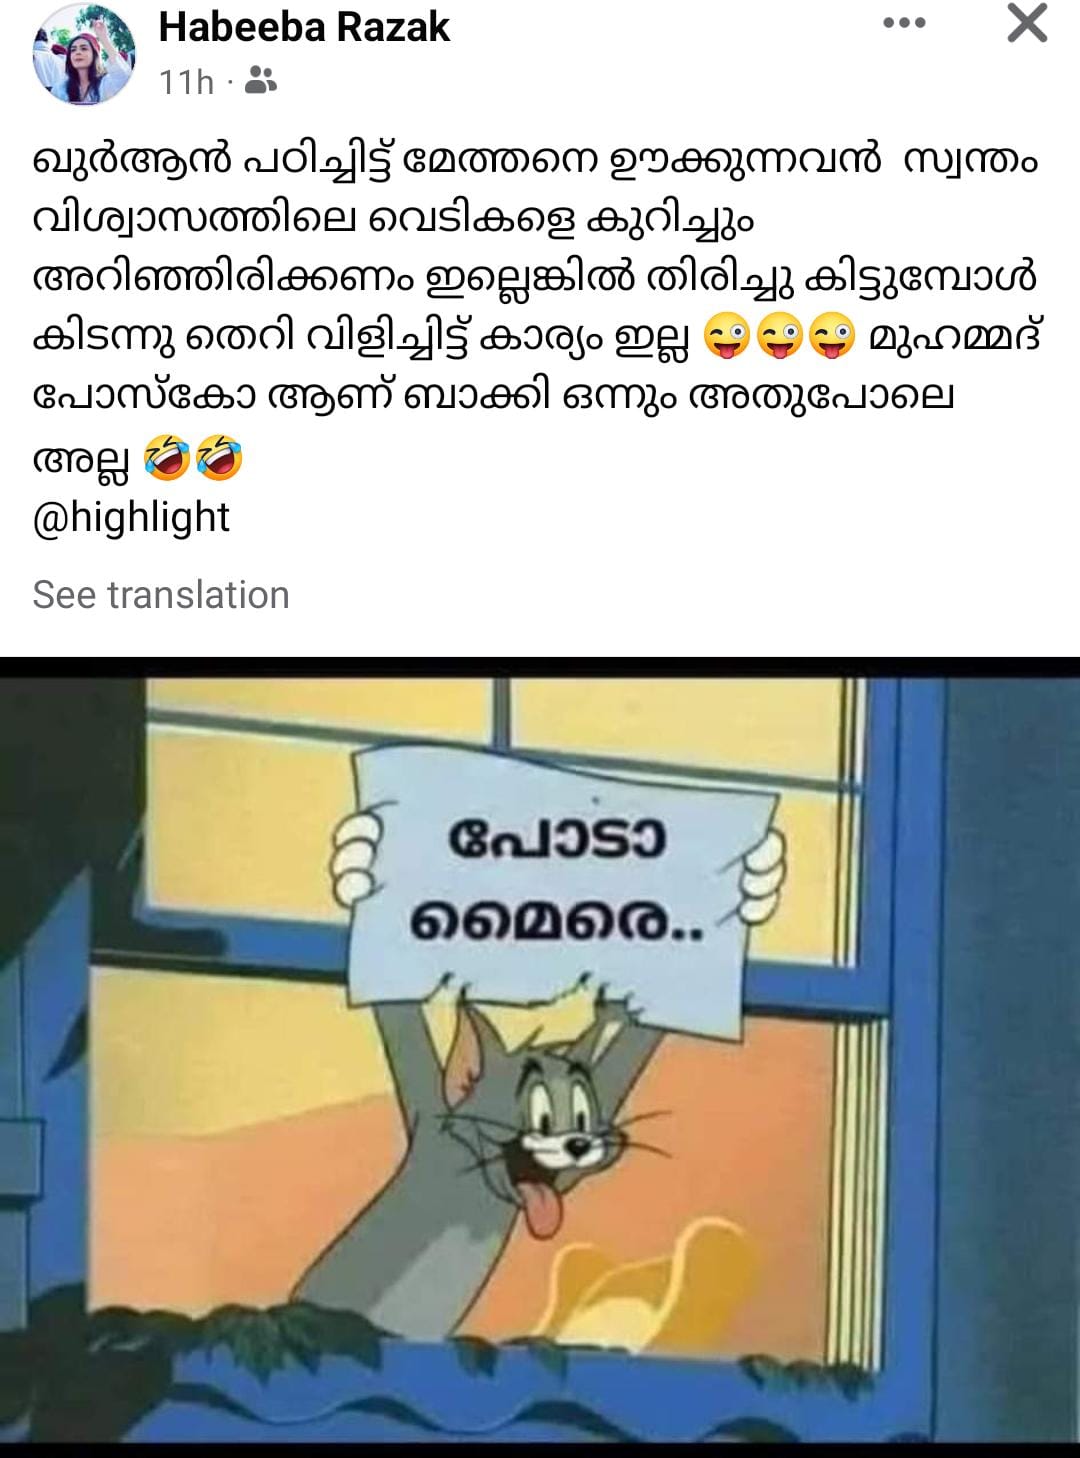 Habeeba Razak
11h ·
ഖുർആൻ പഠിച്ചിട്ട് മേത്തനെ ഊക്കുന്നവൻ സ്വന്തം
വിശ്വാസത്തിലെ വെടികളെ കുറിച്ചും
അറിഞ്ഞിരിക്കണം ഇല്ലെങ്കിൽ തിരിച്ചു കിട്ടുമ്പോൾ
കിടന്നു തെറി വിളിച്ചിട്ട് കാര്യം ഇല്ല 😜😜😜 മുഹമ്മദ്
പോസ്കോ ആണ് ബാക്കി ഒന്നും അതുപോലെ
അല്ല 🤣🤣
@highlight
See translation
പോടാ
മൈരെ..